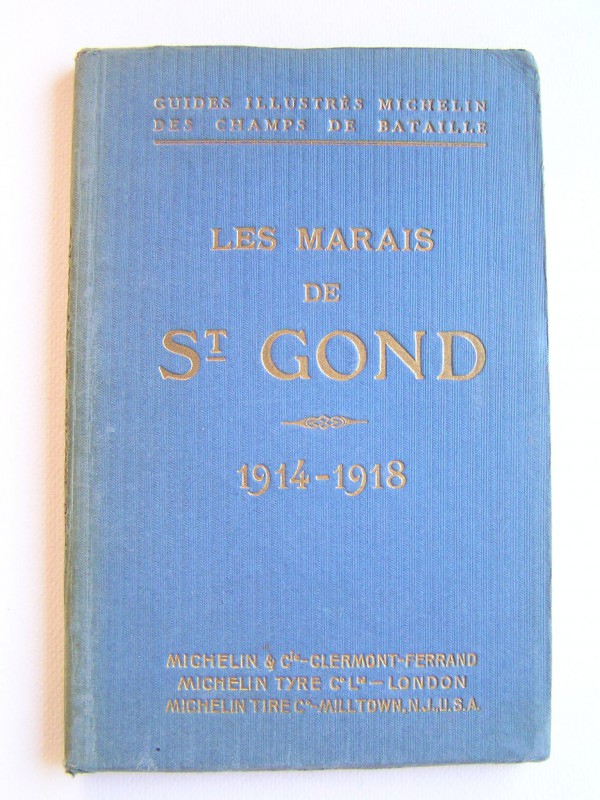 GUIDES ILLUSTRÉS MICHELIN
DES CHAMPS DE BATAILLE
LES MARAIS
DE
ST GOND
1914-1918
MICHELIN & Cie-CLERMONT-FERRAND
MICHELIN TYRE Co Ld-LONDON
MICHELIN TIRE Co-MILLTOWN, N.J., U.S.A.